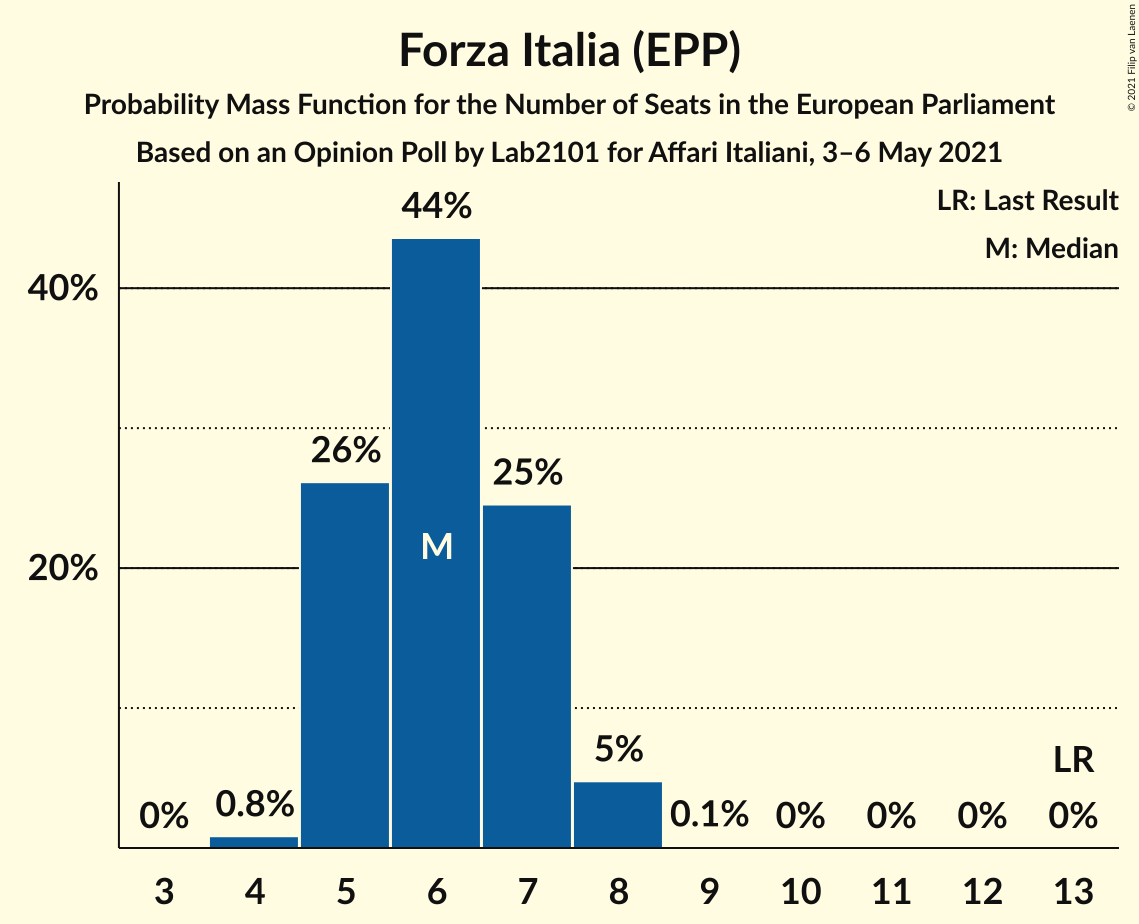 Forza Italia (EPP)
Probability Mass Function for the Number of Seats in the European Parliament
Based on an Opinion Poll by Lab2101 for Affari Italiani, 3–6 May 2021
© 2021 Filip van Laenen
LR: Last Result
M: Median
44%
40%
26%
25%
M
20%
5%
LR
0%
0.8%
0.1%
0%
0%
0%
0%
3 4 5 6 7 8 9 10 11 12 13